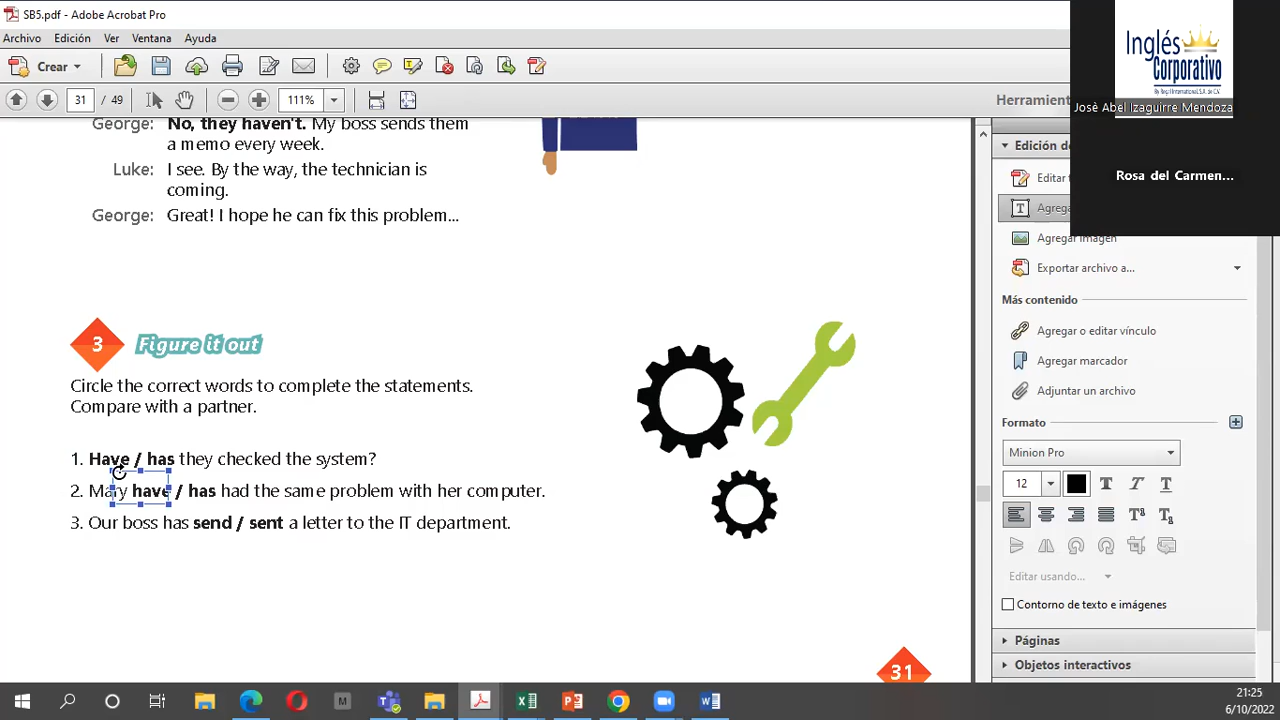 SB5.pdf - Adobe Acrobat Pro
Archivo Edición Ver Ventana Ayuda
Crear
31 / 49 111% Herramient
George: No, they haven't. My boss sends them
a memo every week.
Luke: I see. By the way, the technician is
coming.
George: Great! I hope he can fix this problem...
3 Figure it out
Circle the correct words to complete the statements.
Compare with a partner.
1. Have / has they checked the system?
2. Mary have / has had the same problem with her computer.
3. Our boss has send / sent a letter to the IT department.
31
Inglés
Corporativo
José Abel Izaguirre Mendoza
Rosa del Carmen...
Edición de
Editar t
Agrega
Agregar imagen
Exportar archivo a...
Más contenido
Agregar o editar vínculo
Agregar marcador
Adjuntar un archivo
Formato
Minion Pro
12 T T T
Editar usando...
Contorno de texto e imágenes
Páginas
Objetos interactivos
21:25
6/10/2022